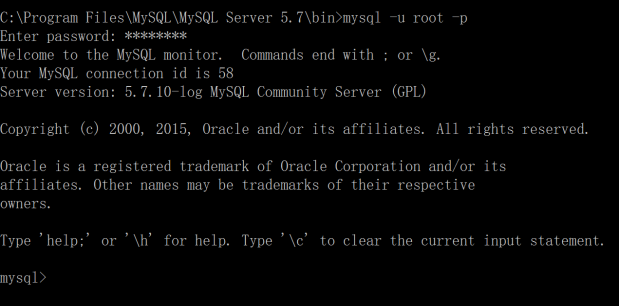 C:\Program Files\MySQL\MySQL Server 5.7\bin>mysql -u root -p
Enter password: ********
Welcome to the MySQL monitor.  Commands end with ; or \g.
Your MySQL connection id is 58
Server version: 5.7.10-log MySQL Community Server (GPL)
Copyright (c) 2000, 2015, Oracle and/or its affiliates. All rights reserved.
Oracle is a registered trademark of Oracle Corporation and/or its
affiliates. Other names may be trademarks of their respective
owners.
Type 'help;' or '\h' for help. Type '\c' to clear the current input statement.
mysql>